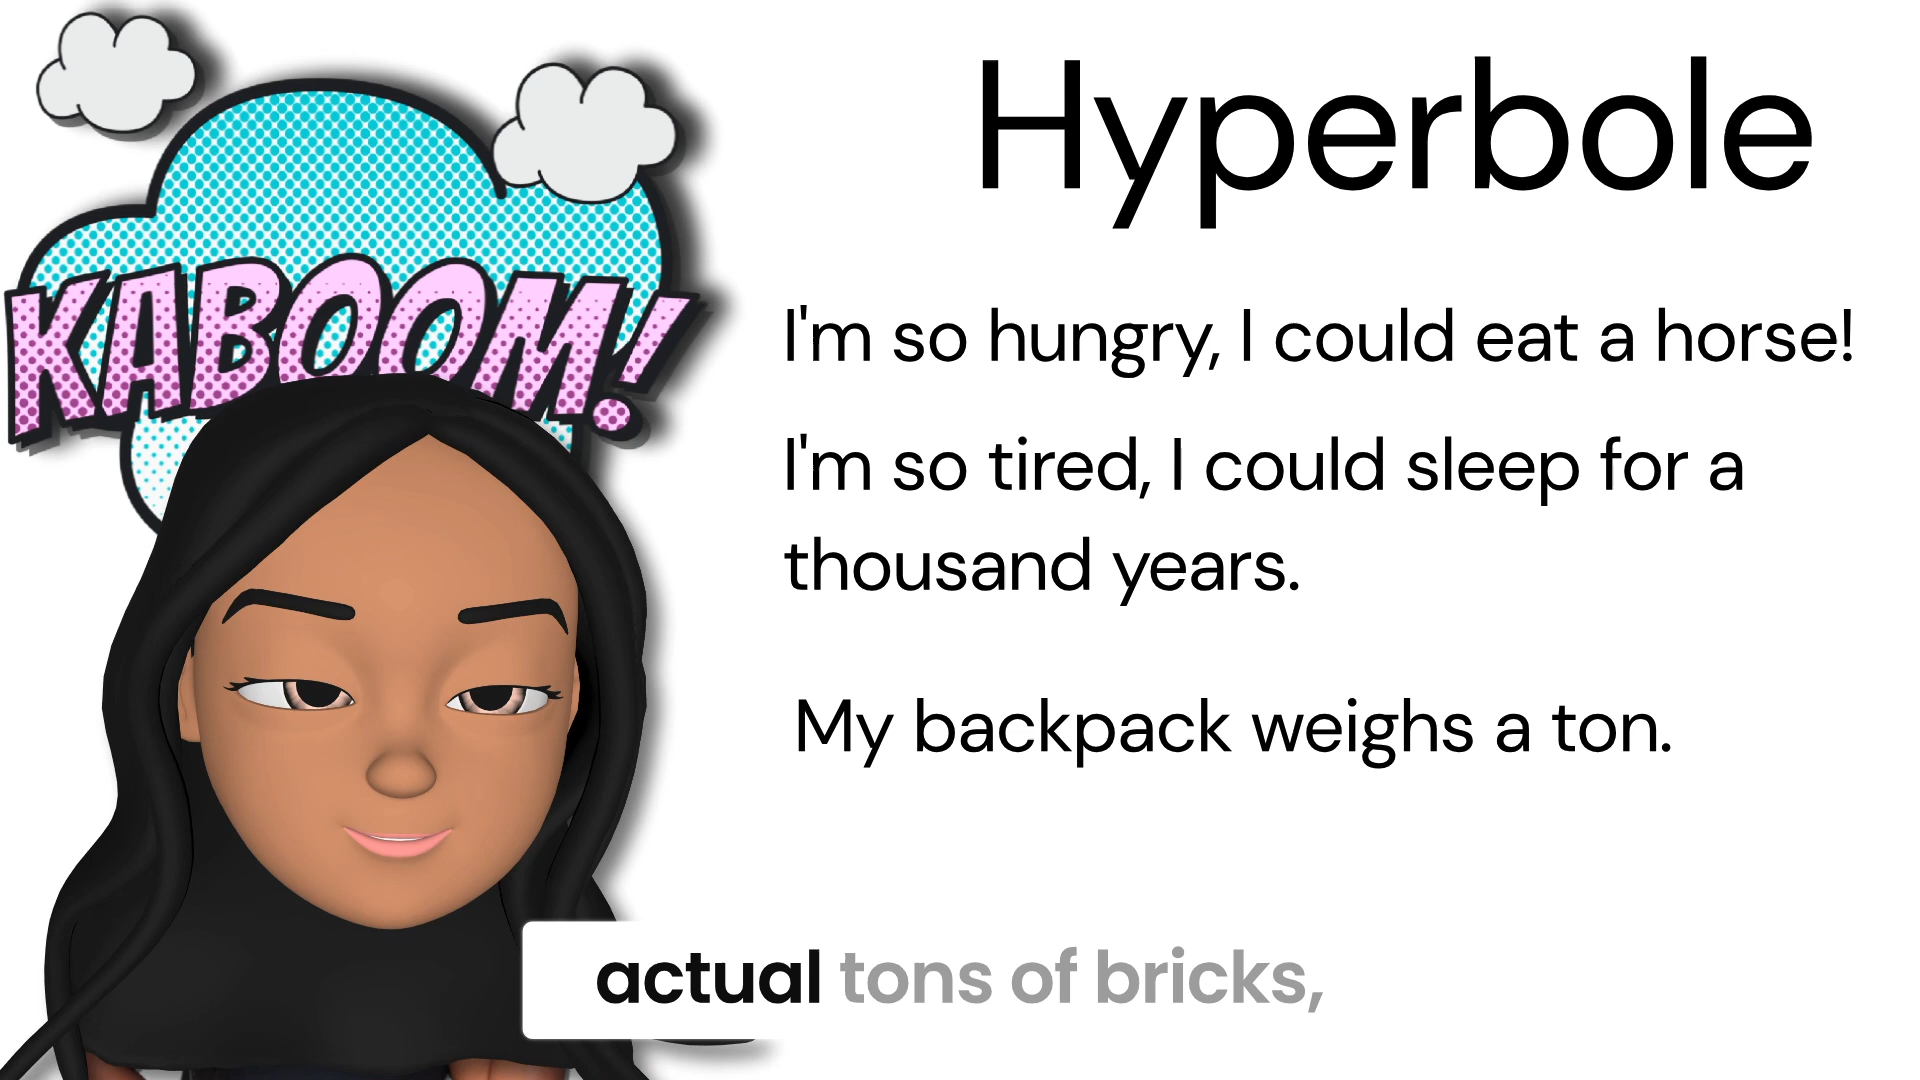 Hyperbole
KABOOM!
I'm so hungry, I could eat a horse!
I'm so tired, I could sleep for a
thousand years.
My backpack weighs a ton.
actual tons of bricks,